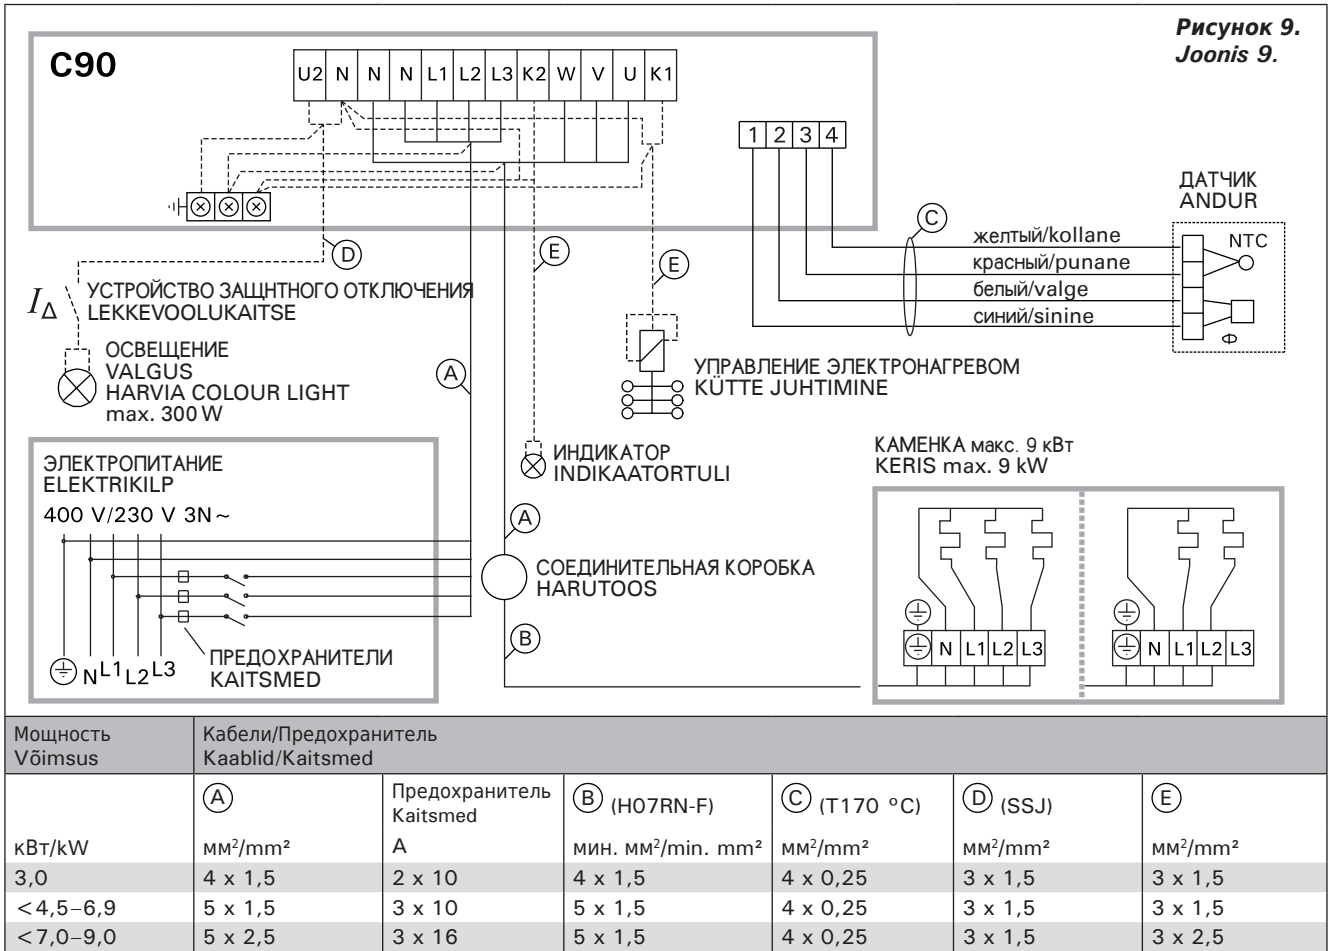 Рисунок 9.
Joonis 9.
C90
U2 N N N L1 L2 L3 K2 W V U K1
1 2 3 4
ДАТЧИК
ANDUR
C
желтый/kollane
NTC
красный/punane
белый/valge
синий/sinine
Ф
D
E
E
I∆
УСТРОЙСТВО ЗАЩНТНОГО ОТКЛЮЧЕНИЯ
LEKKEVOOLUKAITSE
ОСВЕЩЕНИЕ
VALGUS
HARVIA COLOUR LIGHT
max. 300 W
A
УПРАВЛЕНИЕ ЭЛЕКТРОНАГРЕВОМ
KÜTTE JUHTIMINE
ИНДИКАТОР
INDIKAATORTULI
КАМЕНКА макс. 9 кВт
KERIS max. 9 kW
ЭЛЕКТРОПИТАНИЕ
ELEKTRIKILP
400 V/230 V 3N~
A
СОЕДИНИТЕЛЬНАЯ КОРОБКА
HARUTOOS
B
N L1 L2 L3
N L1 L2 L3
N L1 L2 L3
ПРЕДОХРАНИТЕЛИ
KAITSMED
Мощность Кабели/Предохранитель
Võimsus Kaablid/Kaitsmed
A Предохранитель B (H07RN-F) C (T170 °C) D (SSJ) E
Kaitsmed
кВт/kW мм²/mm² A мин. мм²/min. mm² мм²/mm² мм²/mm² мм²/mm²
3,0 4 x 1,5 2 x 10 4 x 1,5 4 x 0,25 3 x 1,5 3 x 1,5
<4,5–6,9 5 x 1,5 3 x 10 5 x 1,5 4 x 0,25 3 x 1,5 3 x 1,5
<7,0–9,0 5 x 2,5 3 x 16 5 x 1,5 4 x 0,25 3 x 1,5 3 x 2,5